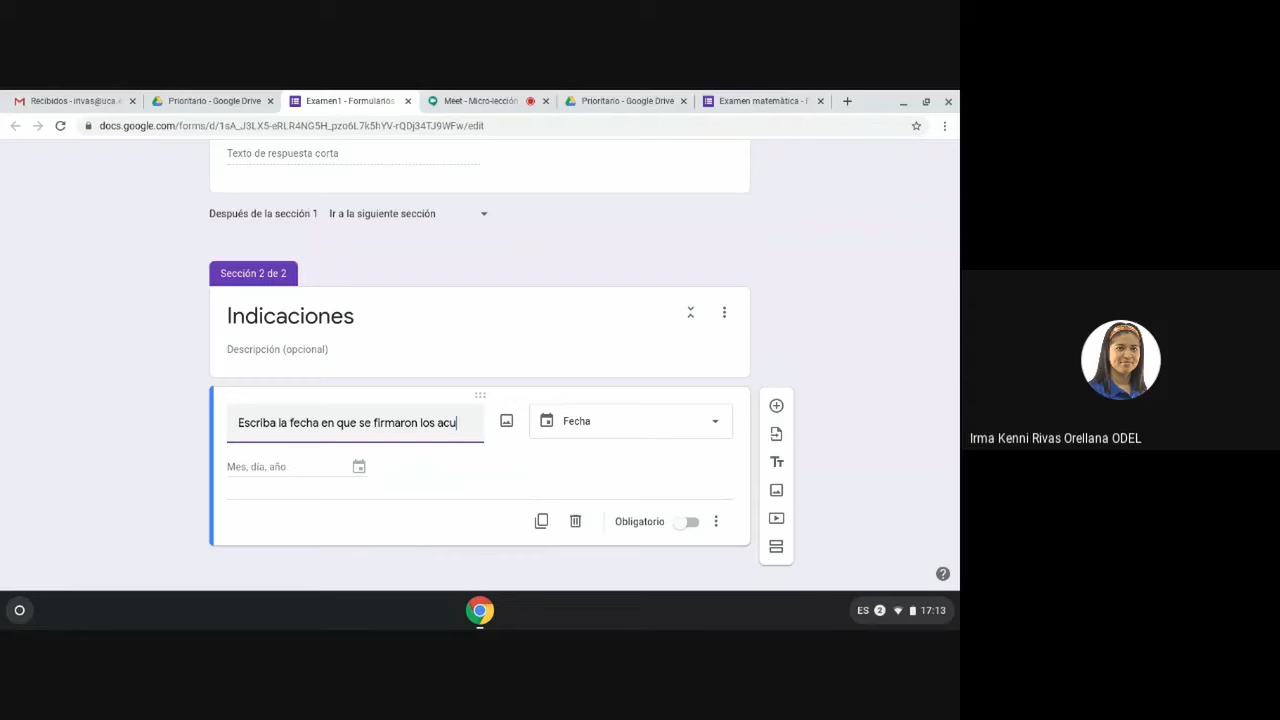 Recibidos - irivas@uca.e
Prioritario - Google Drive
Examen1 - Formularios
Meet - Micro-lección
Prioritario - Google Drive
Examen matemàtica - F
docs.google.com/forms/d/1sA_J3LX5-eRLR4NG5H_pzo6L7k5hYV-rQDj34TJ9WFw/edit
Texto de respuesta corta
Después de la sección 1 Ir a la siguiente sección
Sección 2 de 2
Indicaciones
Descripción (opcional)
Escriba la fecha en que se firmaron los acu
Fecha
Mes, día, año
Obligatorio
Irma Kenni Rivas Orellana ODEL
ES 2 17:13